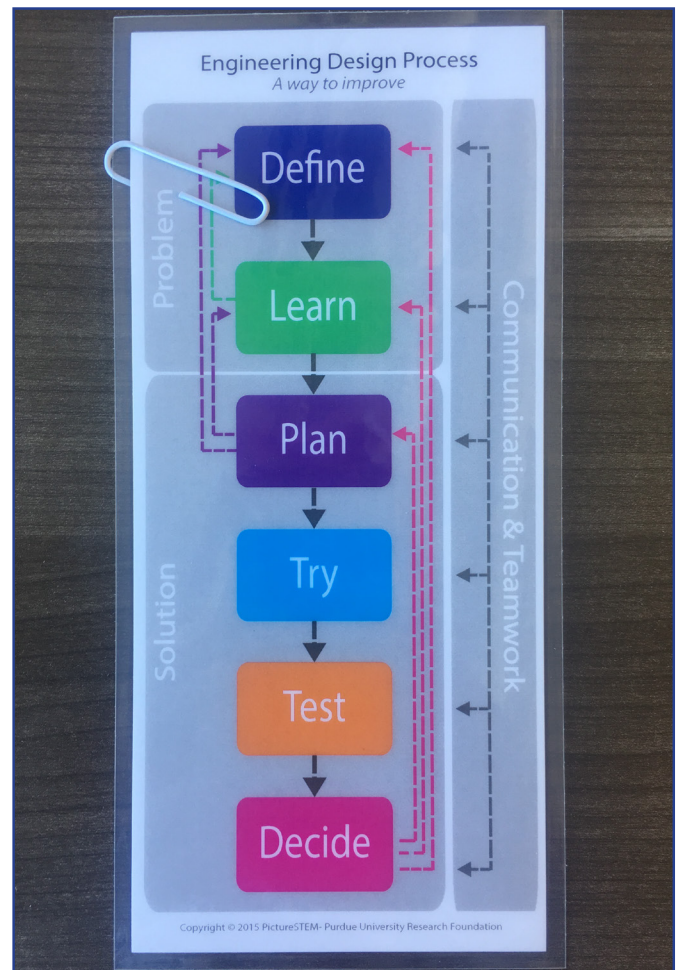 Engineering Design Process
A way to improve
Problem
Define
Learn
Solution
Plan
Try
Test
Decide
Communication & Teamwork
Copyright © 2015 PictureSTEM- Purdue University Research Foundation